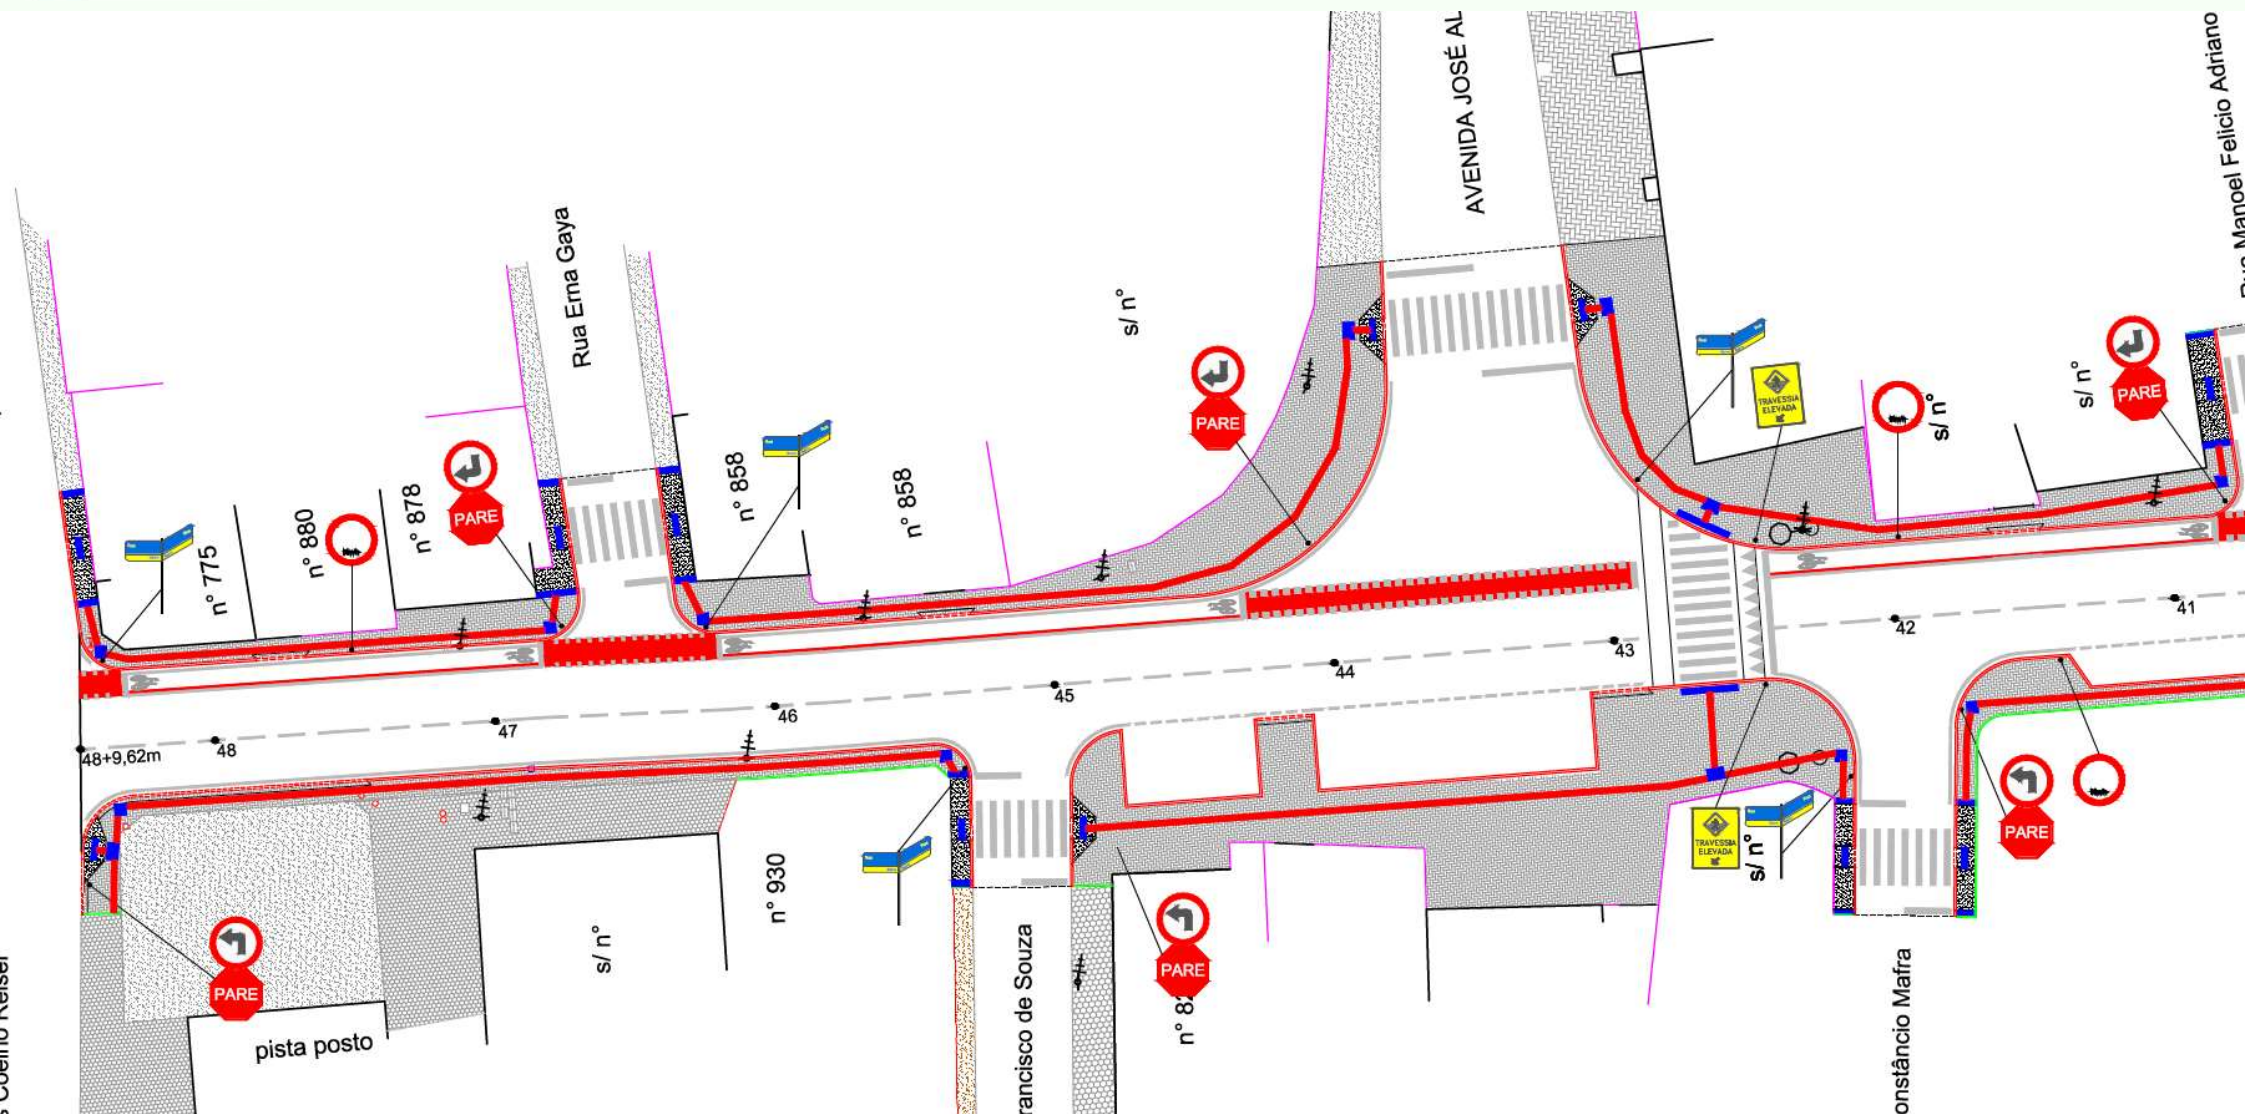 AVENIDA JOSÉ AL
Rua Manoel Felicio Adriano
Rua Erna Gaya
s/ n°
s/ n°
s/ n°
PARE
TRAVESSIA
ELEVADA
PARE
n° 775
n° 880
n° 878
PARE
n° 858
n° 858
41
42
43
44
45
46
47
48
48+9,62m
PARE
pista posto
s/ n°
n° 930
rancisco de Souza
PARE
n° 82
TRAVESSIA
ELEVADA
s/ n°
onstâncio Mafra
PARE
s Coelho Reiser